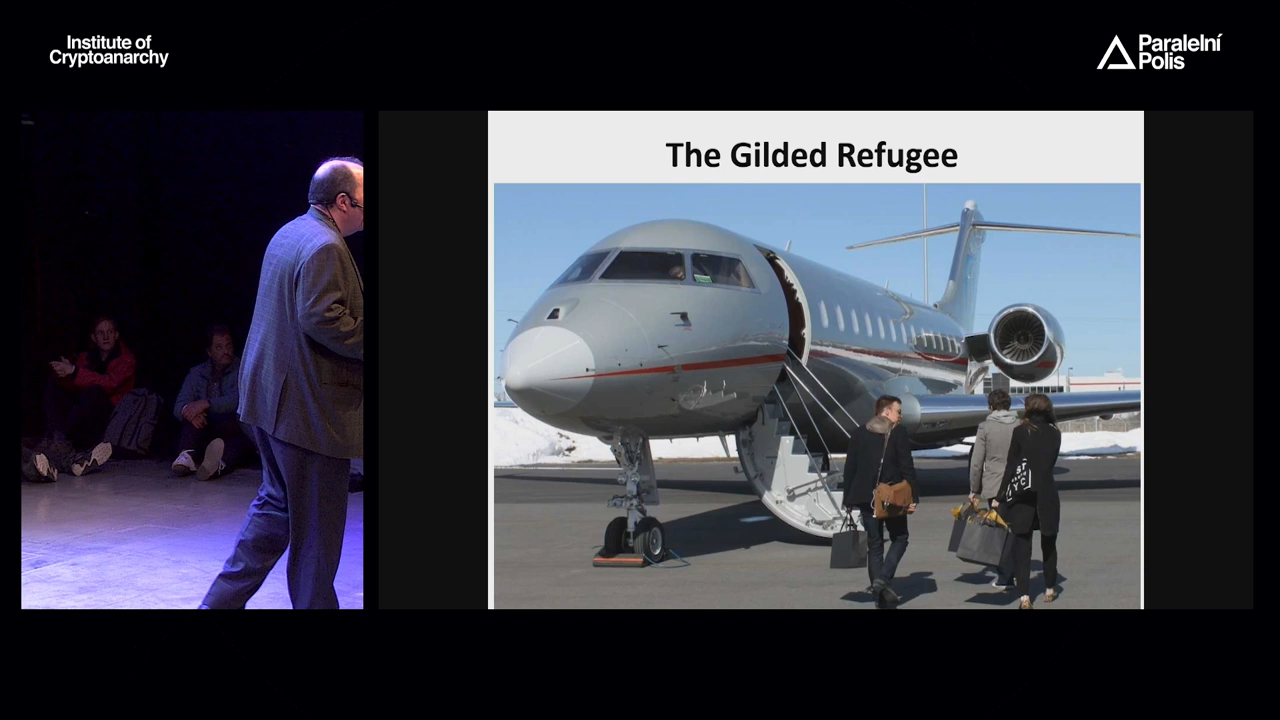 Institute of
Cryptoanarchy
Paralelní
Polis
The Gilded Refugee